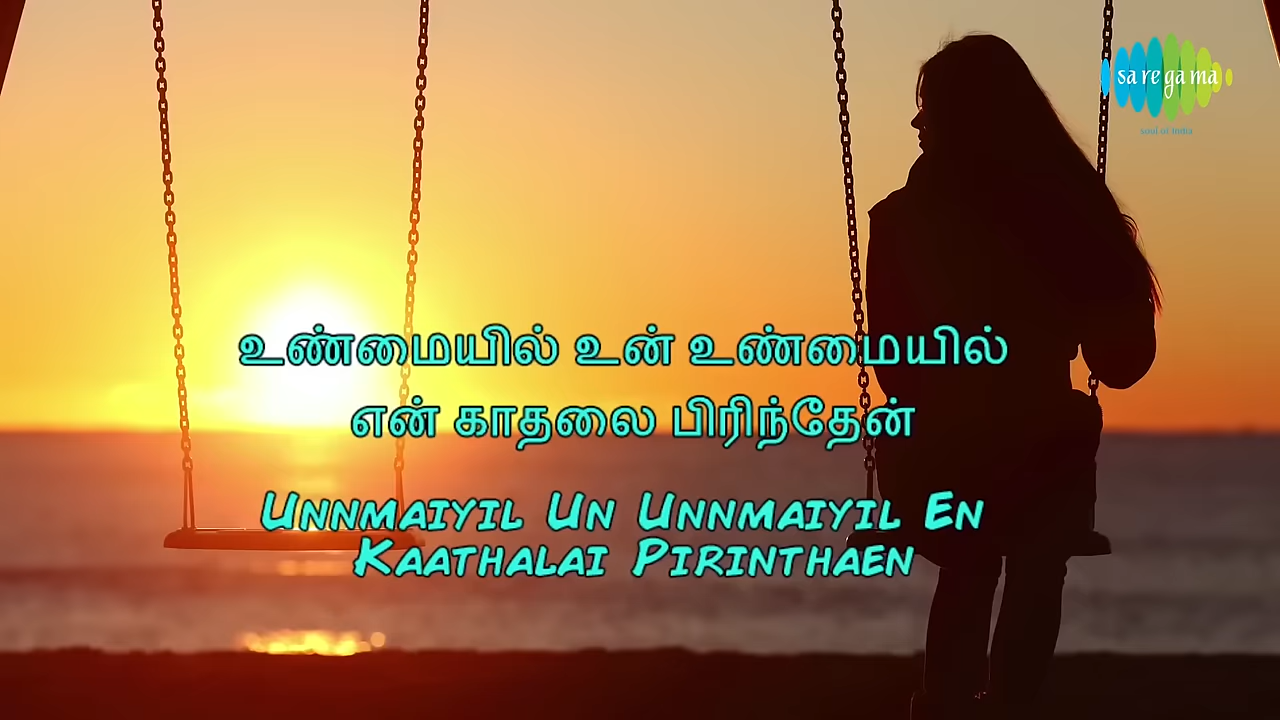 sa re ga ma
soul of india
உண்மையில் உன் உண்மையில்
என் காதலை பிரிந்தேன்
Unnmaiyil Un Unnmaiyil En
Kaathalai Pirinthaen